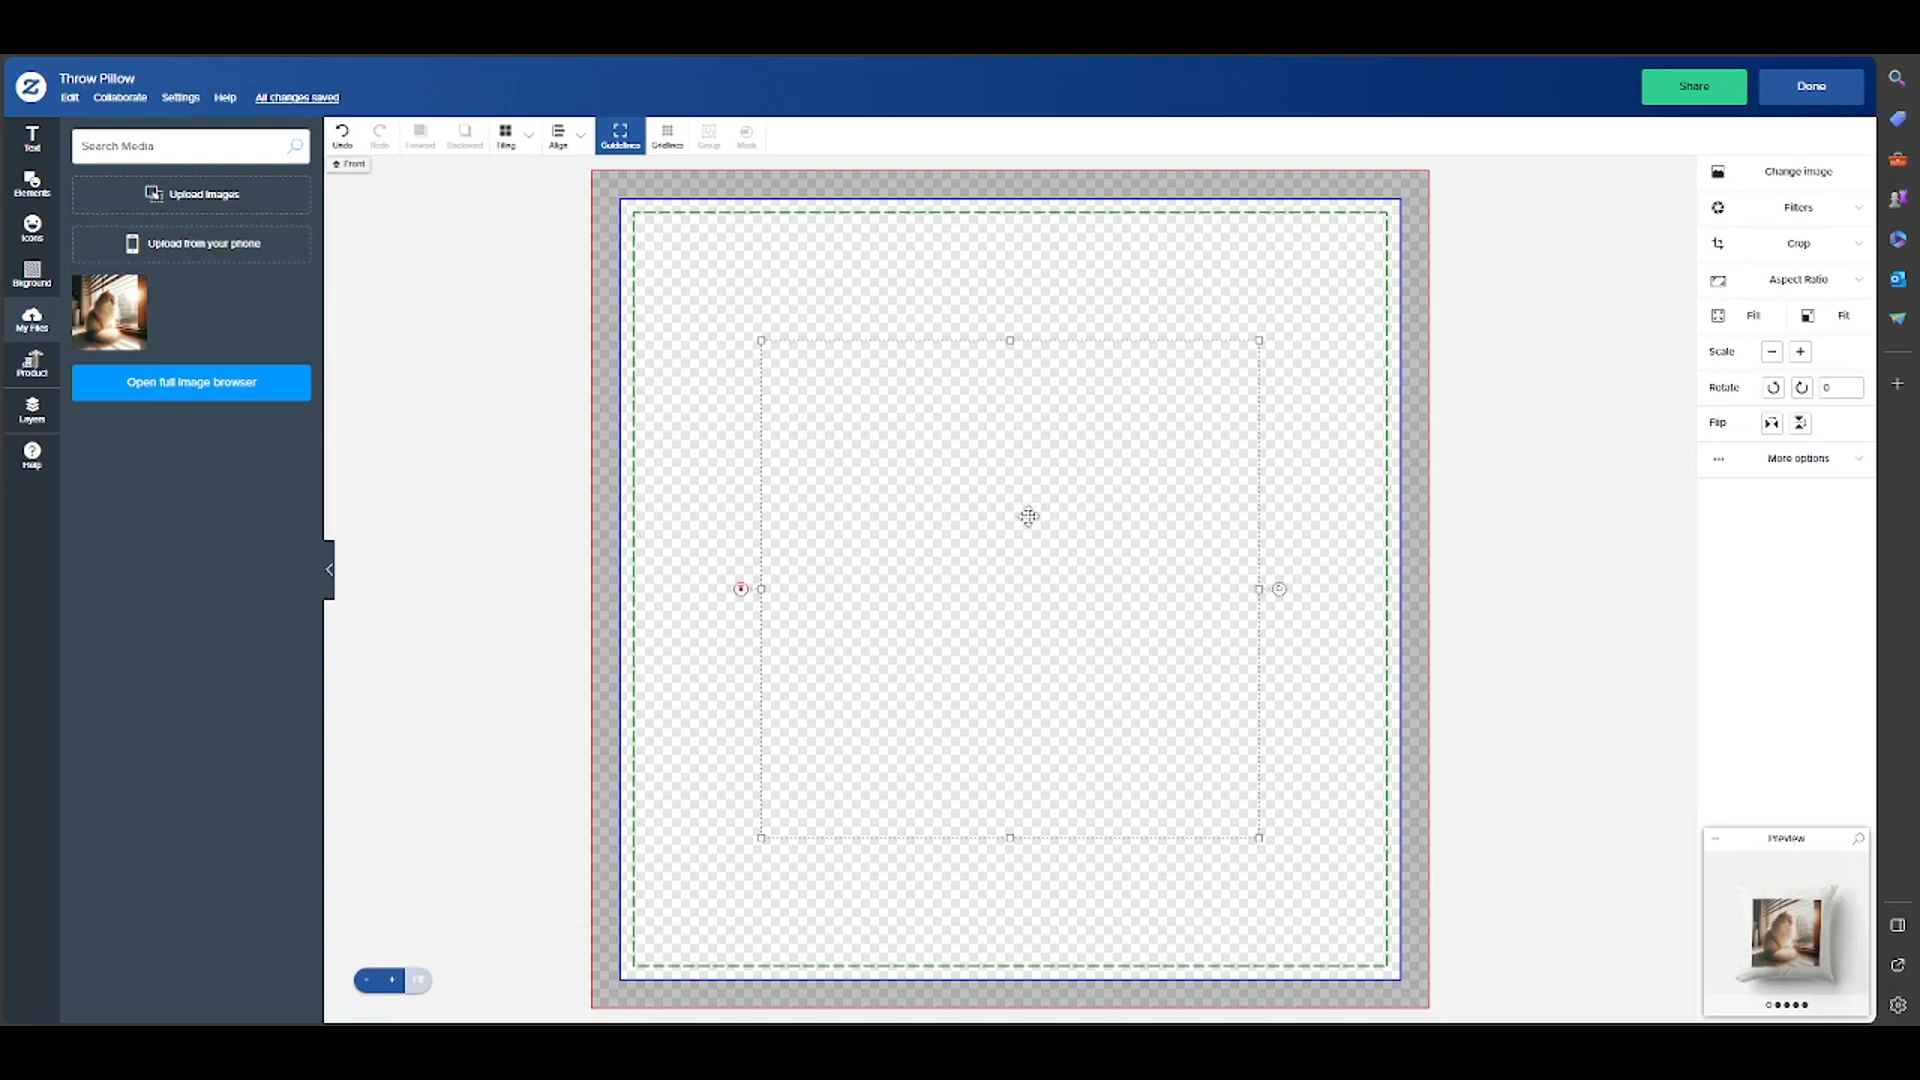 Throw Pillow
Edit Collaborate Settings Help All changes saved
Share
Done
Text
Elements
Icons
Bkground
My Files
Product
Layers
Help
Search Media
Upload images
Upload from your phone
Open full image browser
Undo Redo Forward Backward Tiling Align Guidelines Gridlines Group Mask
Front
Change image
Filters
Crop
Aspect Ratio
Fill Fit
Scale - +
Rotate 0
Flip
More options
Preview
- + Fit